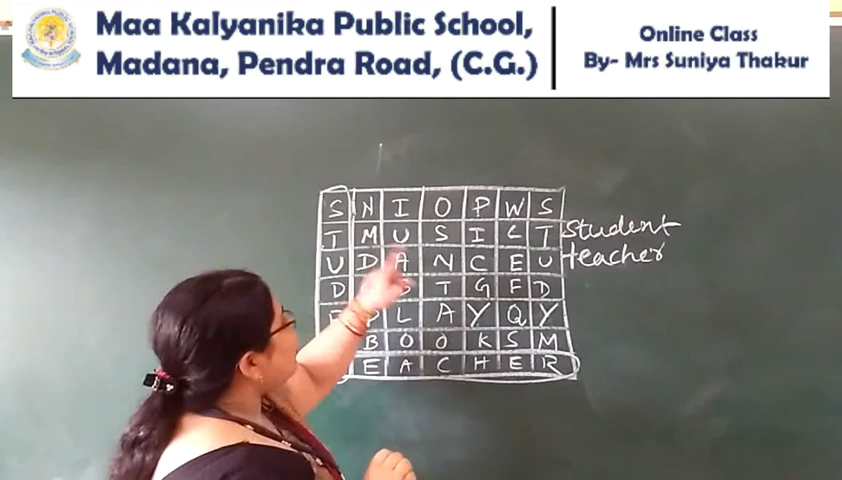 Maa Kalyanika Public School,
Madana, Pendra Road, (C.G.)
Online Class
By- Mrs Suniya Thakur
S N I O P W S
T M U S I C T Student
U D A N C E U teacher
D T G F D
L A Y Q Y
B O O K S M
E A C H E R